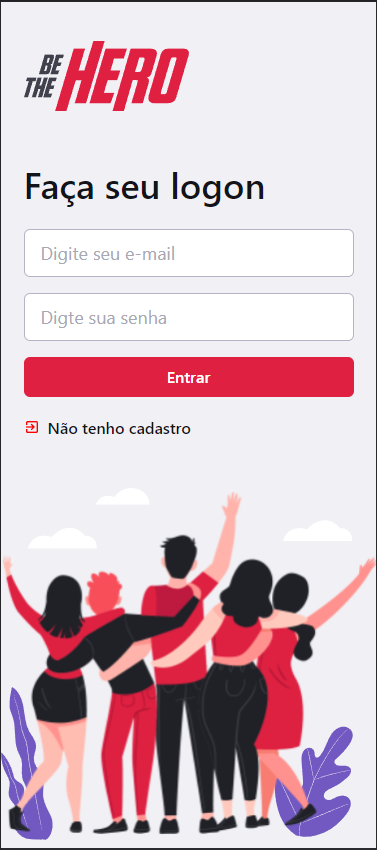 BE
THE HERO
Faça seu logon
Digite seu e-mail
Digte sua senha
Entrar
Não tenho cadastro